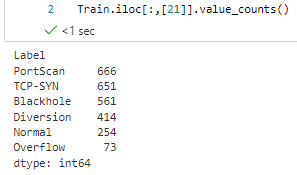 2 Train.iloc[:,[21]].value_counts()
<1 sec
Label
PortScan 666
TCP-SYN 651
Blackhole 561
Diversion 414
Normal 254
Overflow 73
dtype: int64